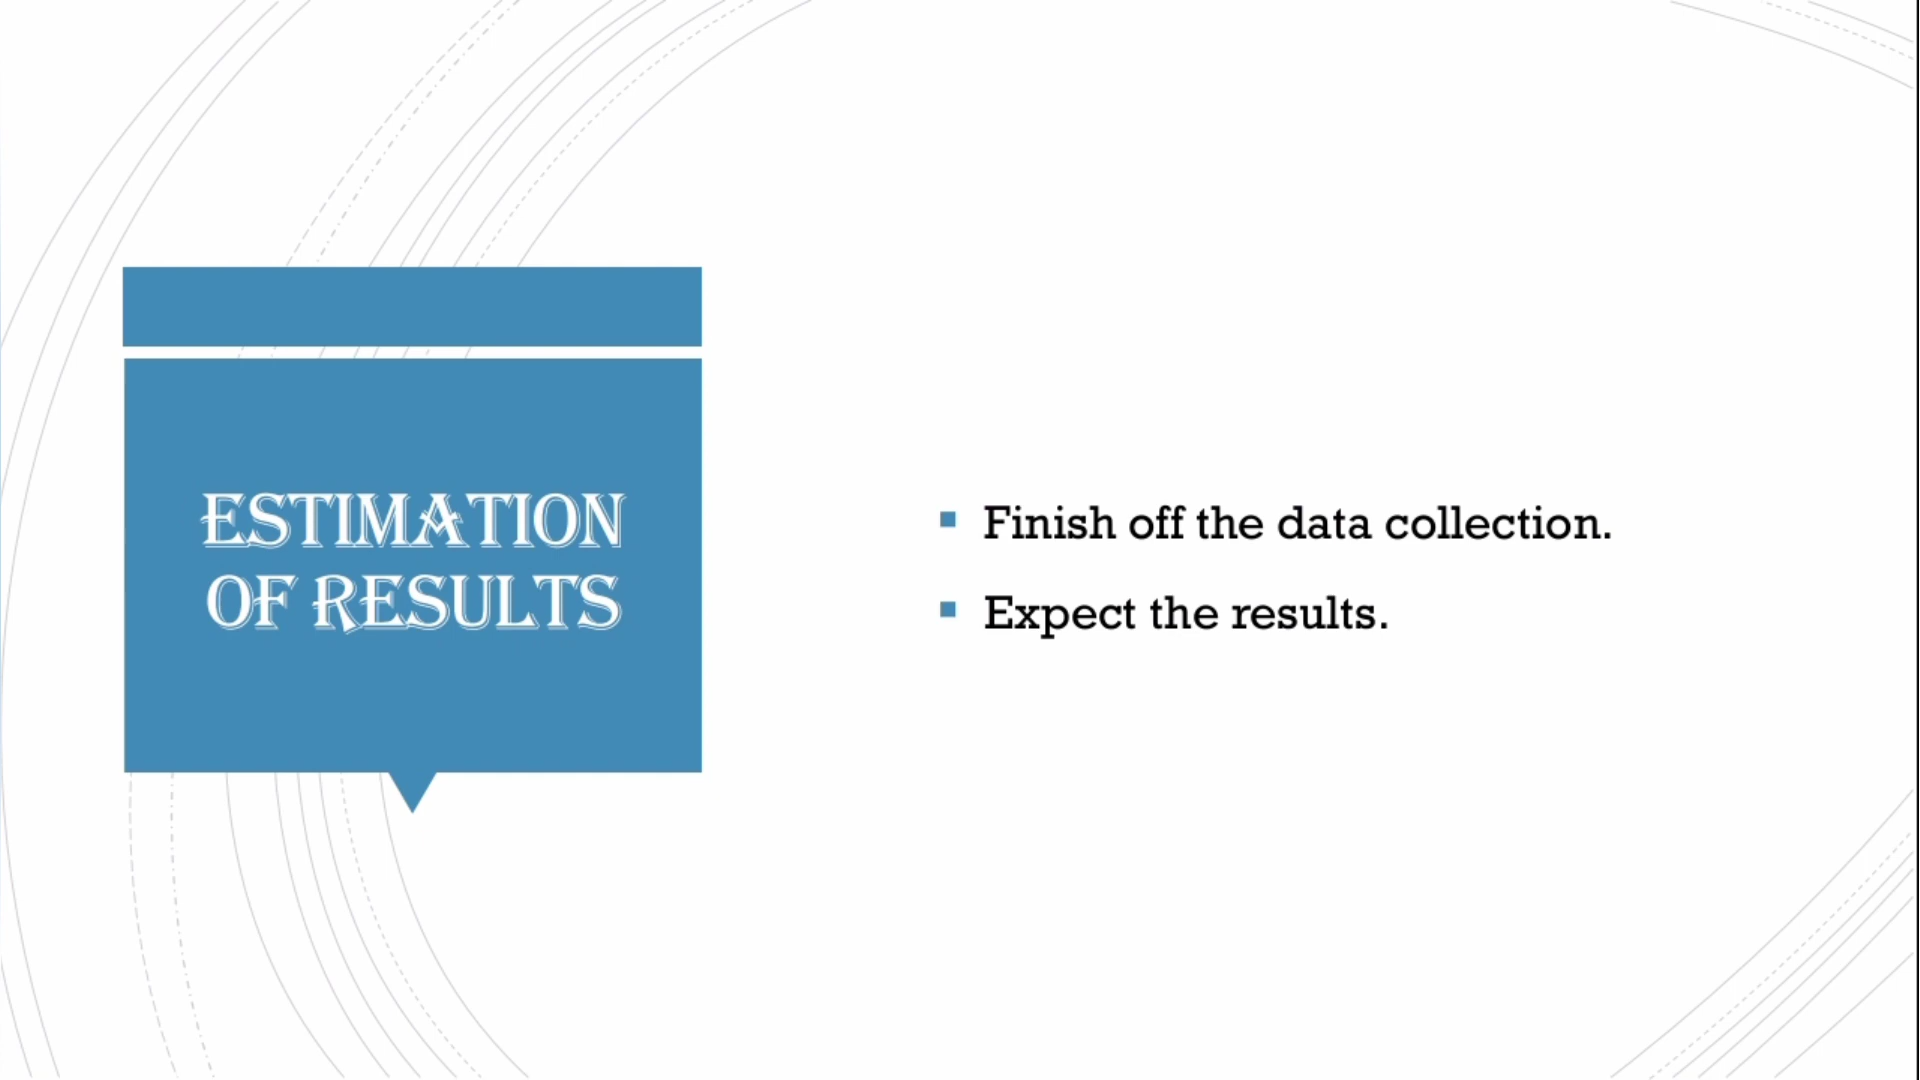 ESTIMATION
OF RESULTS
Finish off the data collection.
Expect the results.